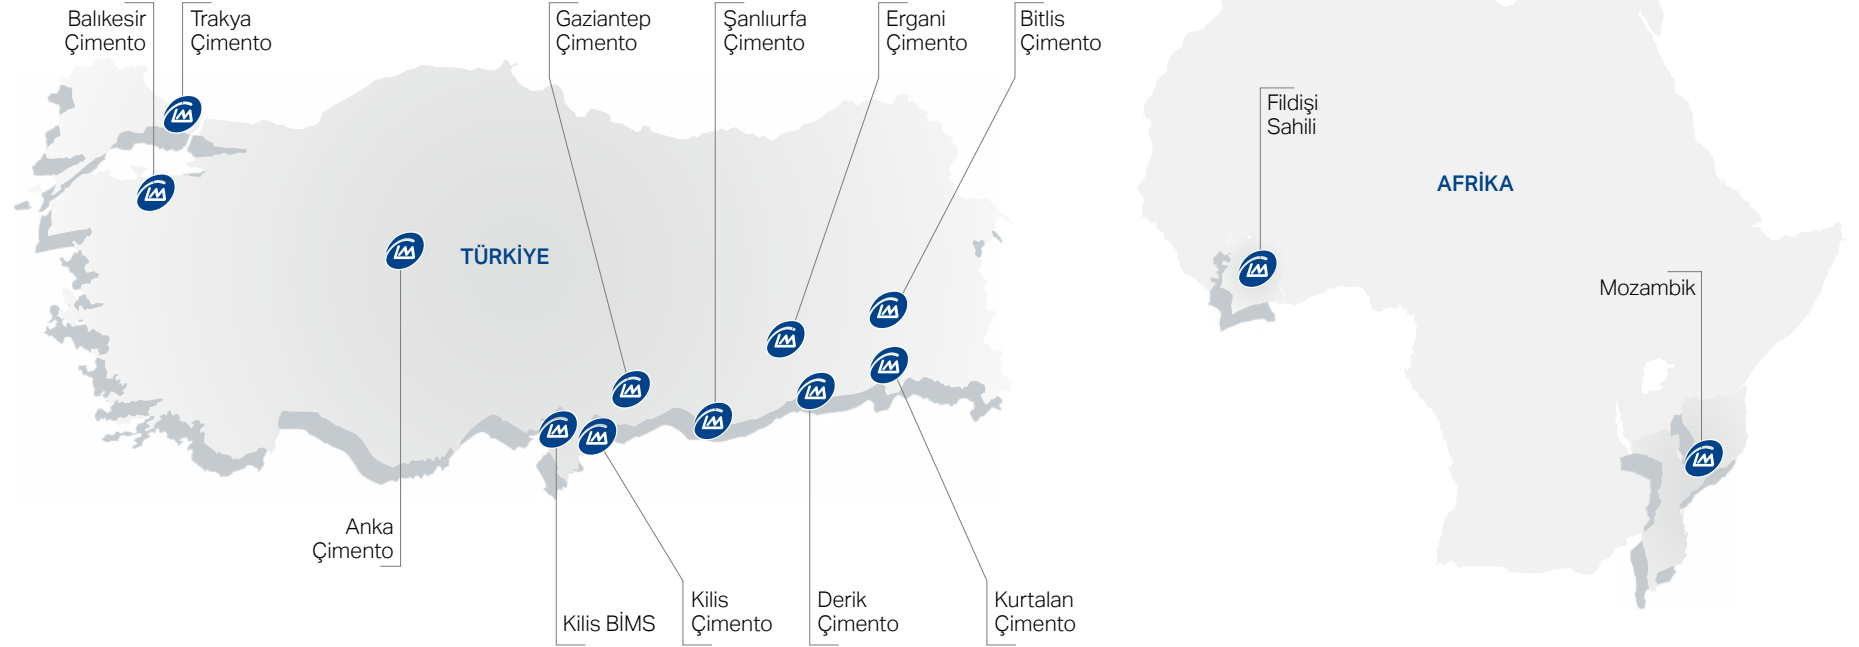 Balıkesir
Çimento
Trakya
Çimento
Gaziantep
Çimento
Şanlıurfa
Çimento
Ergani
Çimento
Bitlis
Çimento
TÜRKİYE
Anka
Çimento
Kilis BİMS
Kilis
Çimento
Derik
Çimento
Kurtalan
Çimento
Fildişi
Sahili
AFRİKA
Mozambik